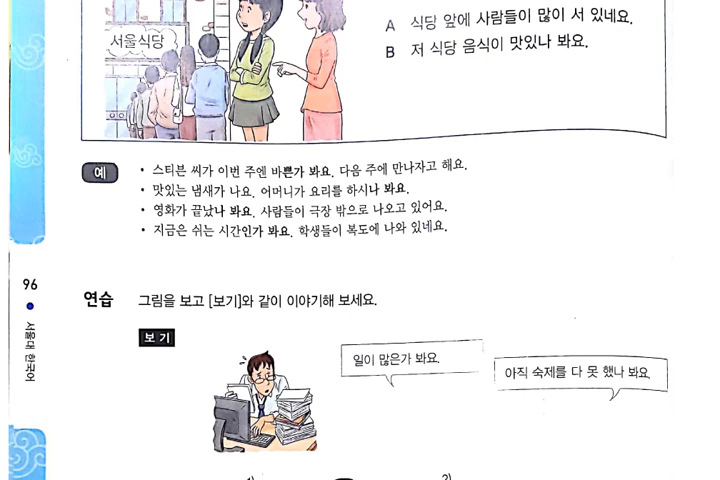 서울식당
A 식당 앞에 사람들이 많이 서 있네요.
B 저 식당 음식이 맛있나 봐요.
예
• 스티븐 씨가 이번 주엔 바쁜가 봐요. 다음 주에 만나자고 해요.
• 맛있는 냄새가 나요. 어머니가 요리를 하시나 봐요.
• 영화가 끝났나 봐요. 사람들이 극장 밖으로 나오고 있어요.
• 지금은 쉬는 시간인가 봐요. 학생들이 복도에 나와 있네요.
96
서울대 한국어
연습 그림을 보고 [보기]와 같이 이야기해 보세요.
보기
일이 많은가 봐요.
아직 숙제를 다 못 했나 봐요.
2)